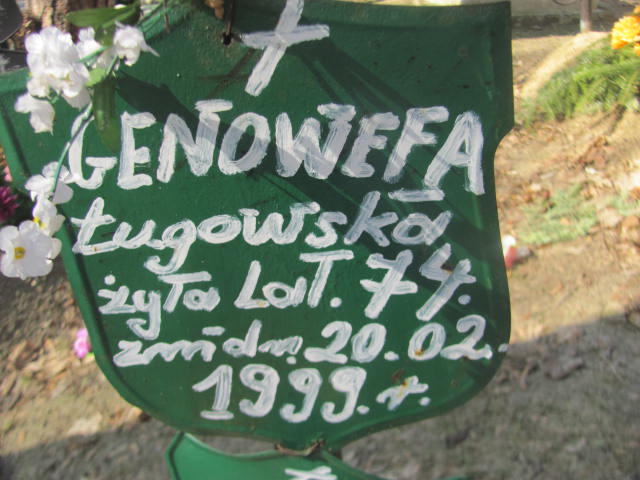 GENOWEFA
Ługowska
żyła Lat. 74.
zm. dn. 20.02.
1999.r.